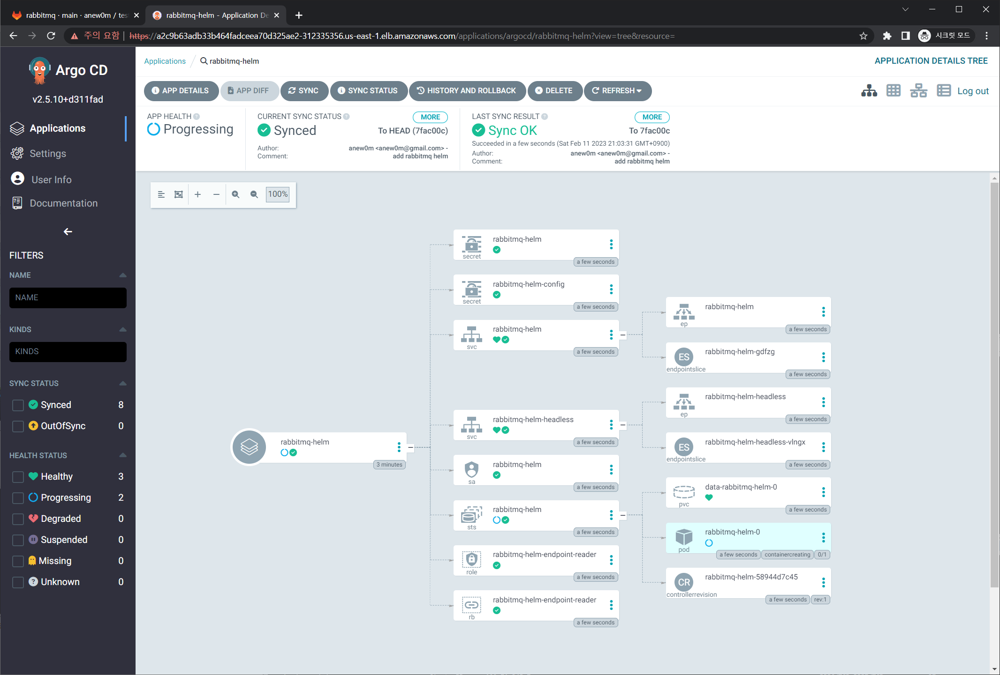 rabbitmq · main · anew0m / tes
rabbitmq-helm - Application De
주의 요함 | https://a2c9b63adb33b464fadceea70d325ae2-312335356.us-east-1.elb.amazonaws.com/applications/argocd/rabbitmq-helm?view=tree&resource=
시크릿 모드
Argo CD
v2.5.10+d311fad
Applications
Settings
User Info
Documentation
FILTERS
NAME
NAME
KINDS
KINDS
SYNC STATUS
Synced 8
OutOfSync 0
HEALTH STATUS
Healthy 3
Progressing 2
Degraded 0
Suspended 0
Missing 0
Unknown 0
Applications / rabbitmq-helm
APPLICATION DETAILS TREE
APP DETAILS
APP DIFF
SYNC
SYNC STATUS
HISTORY AND ROLLBACK
DELETE
REFRESH
Log out
APP HEALTH
Progressing
CURRENT SYNC STATUS
MORE
Synced
To HEAD (7fac00c)
Author: anew0m <anew0m@gmail.com> -
Comment: add rabbitmq helm
LAST SYNC RESULT
MORE
Sync OK
To 7fac00c
Succeeded in a few seconds (Sat Feb 11 2023 21:03:31 GMT+0900)
Author: anew0m <anew0m@gmail.com> -
Comment: add rabbitmq helm
100%
rabbitmq-helm
3 minutes
rabbitmq-helm
secret
a few seconds
rabbitmq-helm-config
secret
a few seconds
rabbitmq-helm
svc
a few seconds
rabbitmq-helm-headless
svc
a few seconds
rabbitmq-helm
sa
a few seconds
rabbitmq-helm
sts
a few seconds
rabbitmq-helm-endpoint-reader
role
a few seconds
rabbitmq-helm-endpoint-reader
rb
a few seconds
rabbitmq-helm
ep
a few seconds
rabbitmq-helm-gdfzg
ES
endpointslice
a few seconds
rabbitmq-helm-headless
ep
a few seconds
rabbitmq-helm-headless-vlngx
ES
endpointslice
a few seconds
data-rabbitmq-helm-0
pvc
a few seconds
rabbitmq-helm-0
pod
a few seconds containercreating 0/1
rabbitmq-helm-58944d7c45
CR
controllerrevision
a few seconds rev:1